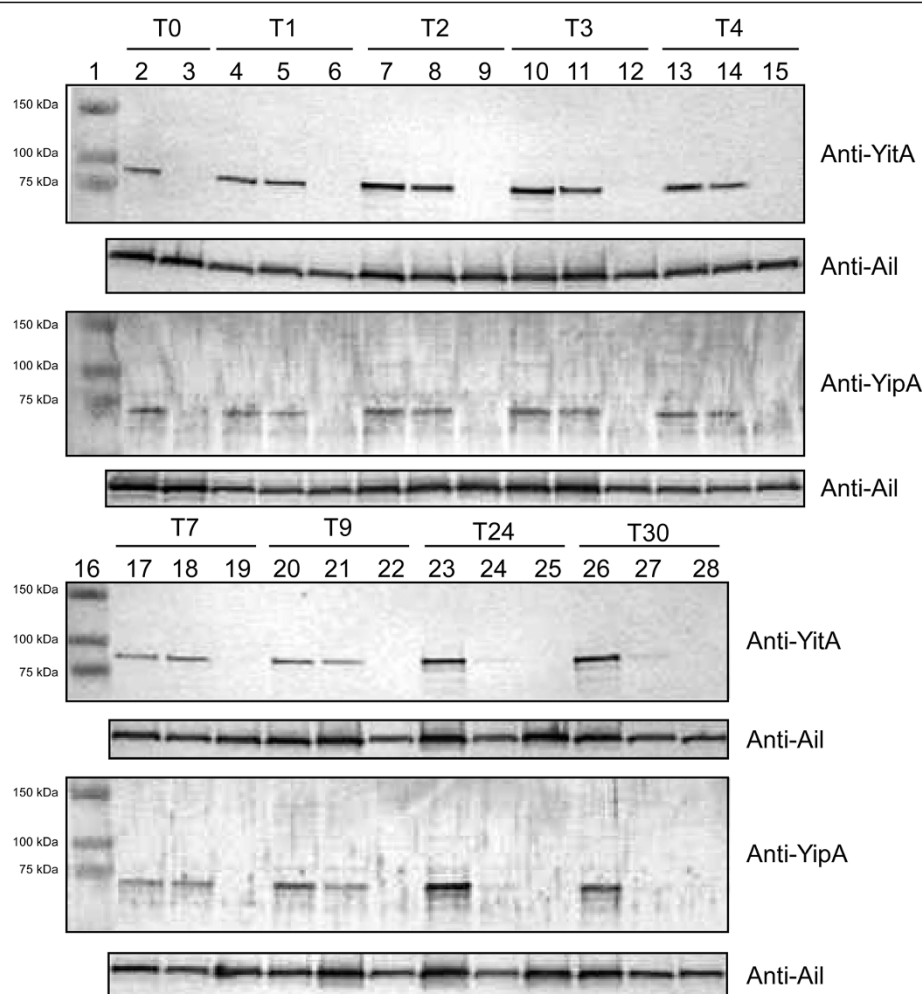 T0 T1 T2 T3 T4
1 2 3 4 5 6 7 8 9 10 11 12 13 14 15
150 kDa
100 kDa
75 kDa
Anti-YitA
Anti-Ail
150 kDa
100 kDa
75 kDa
Anti-YipA
Anti-Ail
T7 T9 T24 T30
16 17 18 19 20 21 22 23 24 25 26 27 28
150 kDa
100 kDa
75 kDa
Anti-YitA
Anti-Ail
150 kDa
100 kDa
75 kDa
Anti-YipA
Anti-Ail